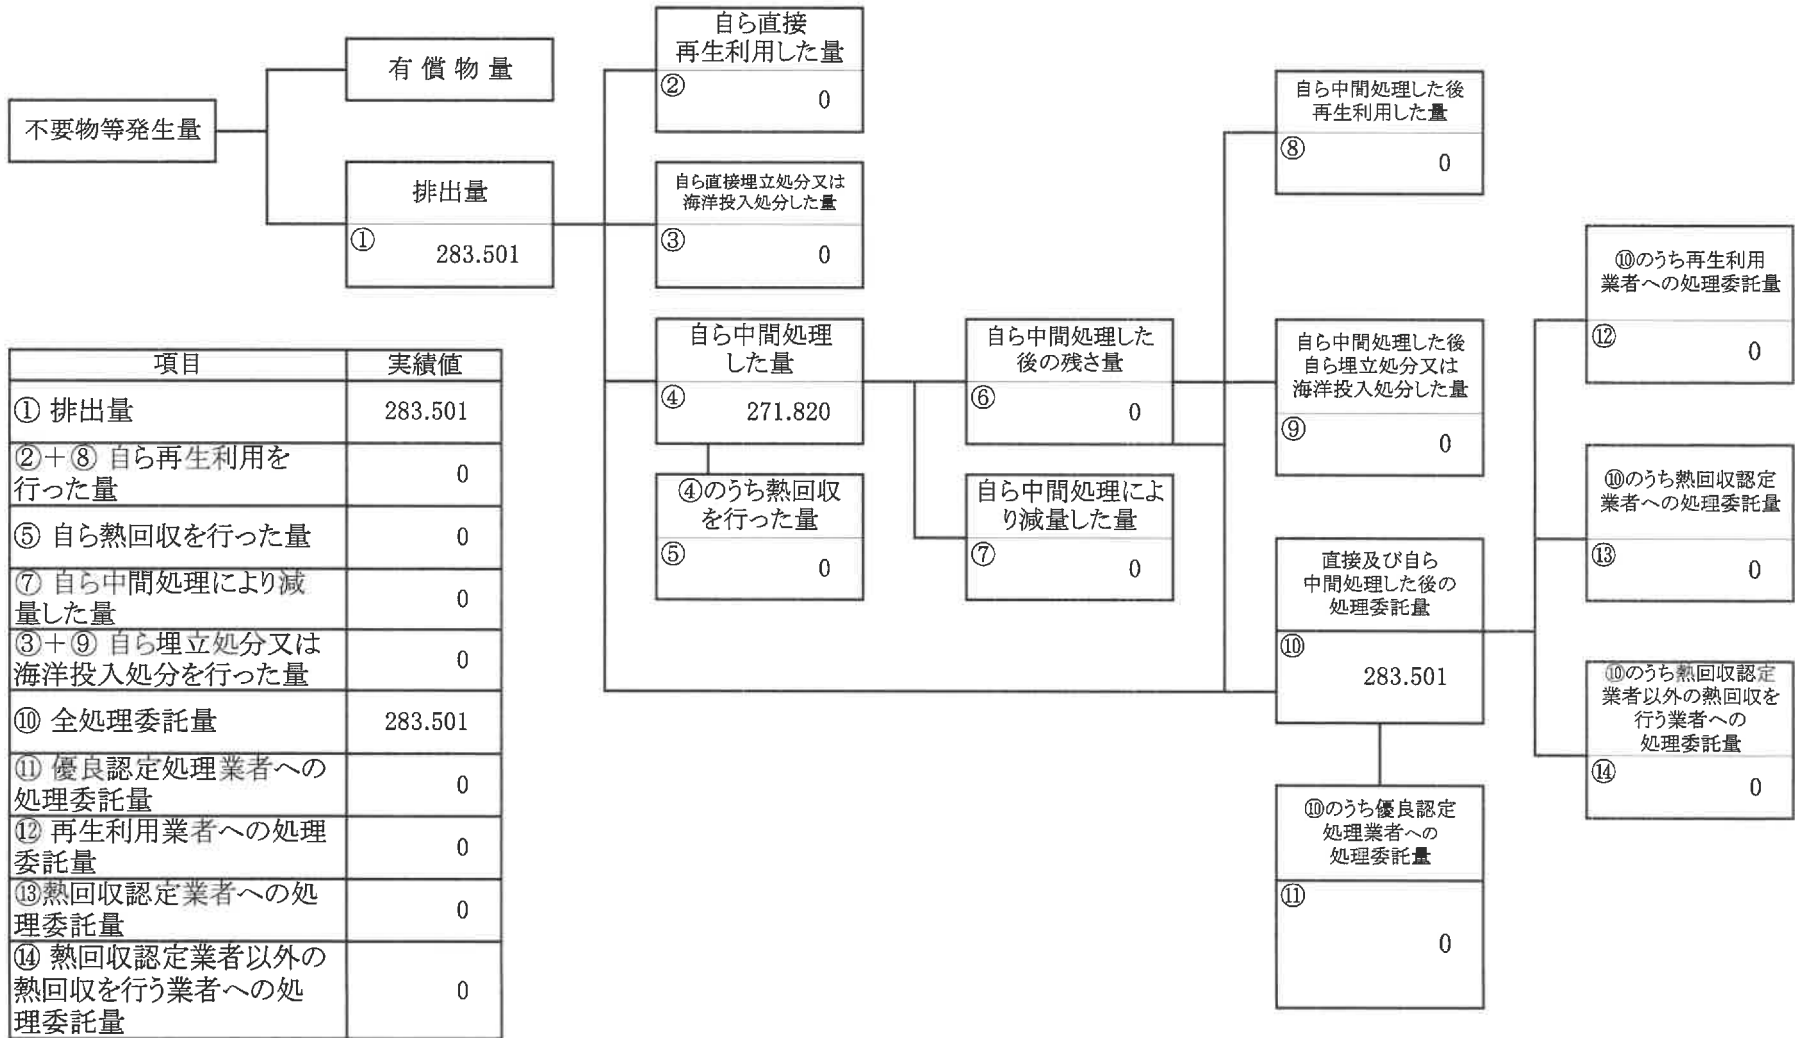 不要物等発生量
有償物量
排出量
①
283.501
自ら直接
再生利用した量
②
0
自ら直接埋立処分又は
海洋投入処分した量
③
0
自ら中間処理
した量
④
271.820
④のうち熱回収
を行った量
⑤
0
自ら中間処理した
後の残さ量
⑥
0
自ら中間処理によ
り減量した量
⑦
0
自ら中間処理した後
再生利用した量
⑧
0
自ら中間処理した後
自ら埋立処分又は
海洋投入処分した量
⑨
0
直接及び自ら
中間処理した後の
処理委託量
⑩
283.501
⑩のうち優良認定
処理業者への
処理委託量
⑪
0
⑩のうち再生利用
業者への処理委託量
⑫
0
⑩のうち熱回収認定
業者への処理委託量
⑬
0
⑩のうち熱回収認定
業者以外の熱回収を
行う業者への
処理委託量
⑭
0
項目 実績値
① 排出量 283.501
②＋⑧ 自ら再生利用を
行った量 0
⑤ 自ら熱回収を行った量 0
⑦ 自ら中間処理により減
量した量 0
③＋⑨ 自ら埋立処分又は
海洋投入処分を行った量 0
⑩ 全処理委託量 283.501
⑪ 優良認定処理業者への
処理委託量 0
⑫ 再生利用業者への処理
委託量 0
⑬熱回収認定業者への処
理委託量 0
⑭ 熱回収認定業者以外の
熱回収を行う業者への処
理委託量 0